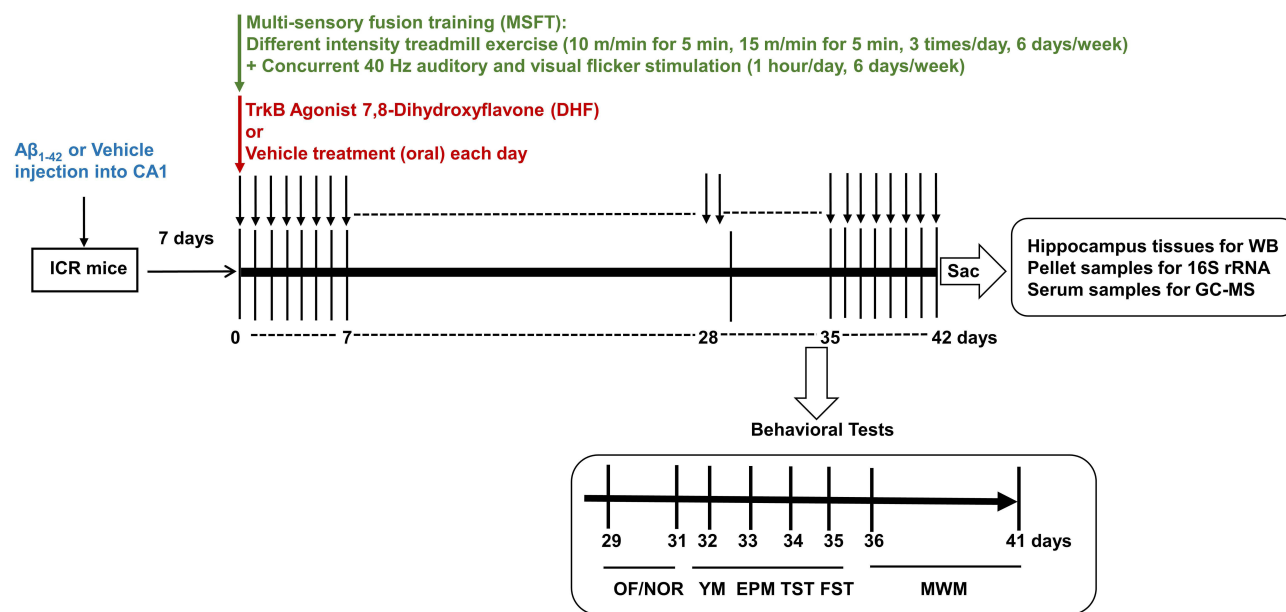 Multi-sensory fusion training (MSFT):
Different intensity treadmill exercise (10 m/min for 5 min, 15 m/min for 5 min, 3 times/day, 6 days/week)
+ Concurrent 40 Hz auditory and visual flicker stimulation (1 hour/day, 6 days/week)
TrkB Agonist 7,8-Dihydroxyflavone (DHF)
or
Vehicle treatment (oral) each day
Aβ1-42 or Vehicle
injection into CA1
7 days
ICR mice
Sac
Hippocampus tissues for WB
Pellet samples for 16S rRNA
Serum samples for GC-MS
0 7 28 35 42 days
Behavioral Tests
29 31 32 33 34 35 36 41 days
OF/NOR YM EPM TST FST MWM